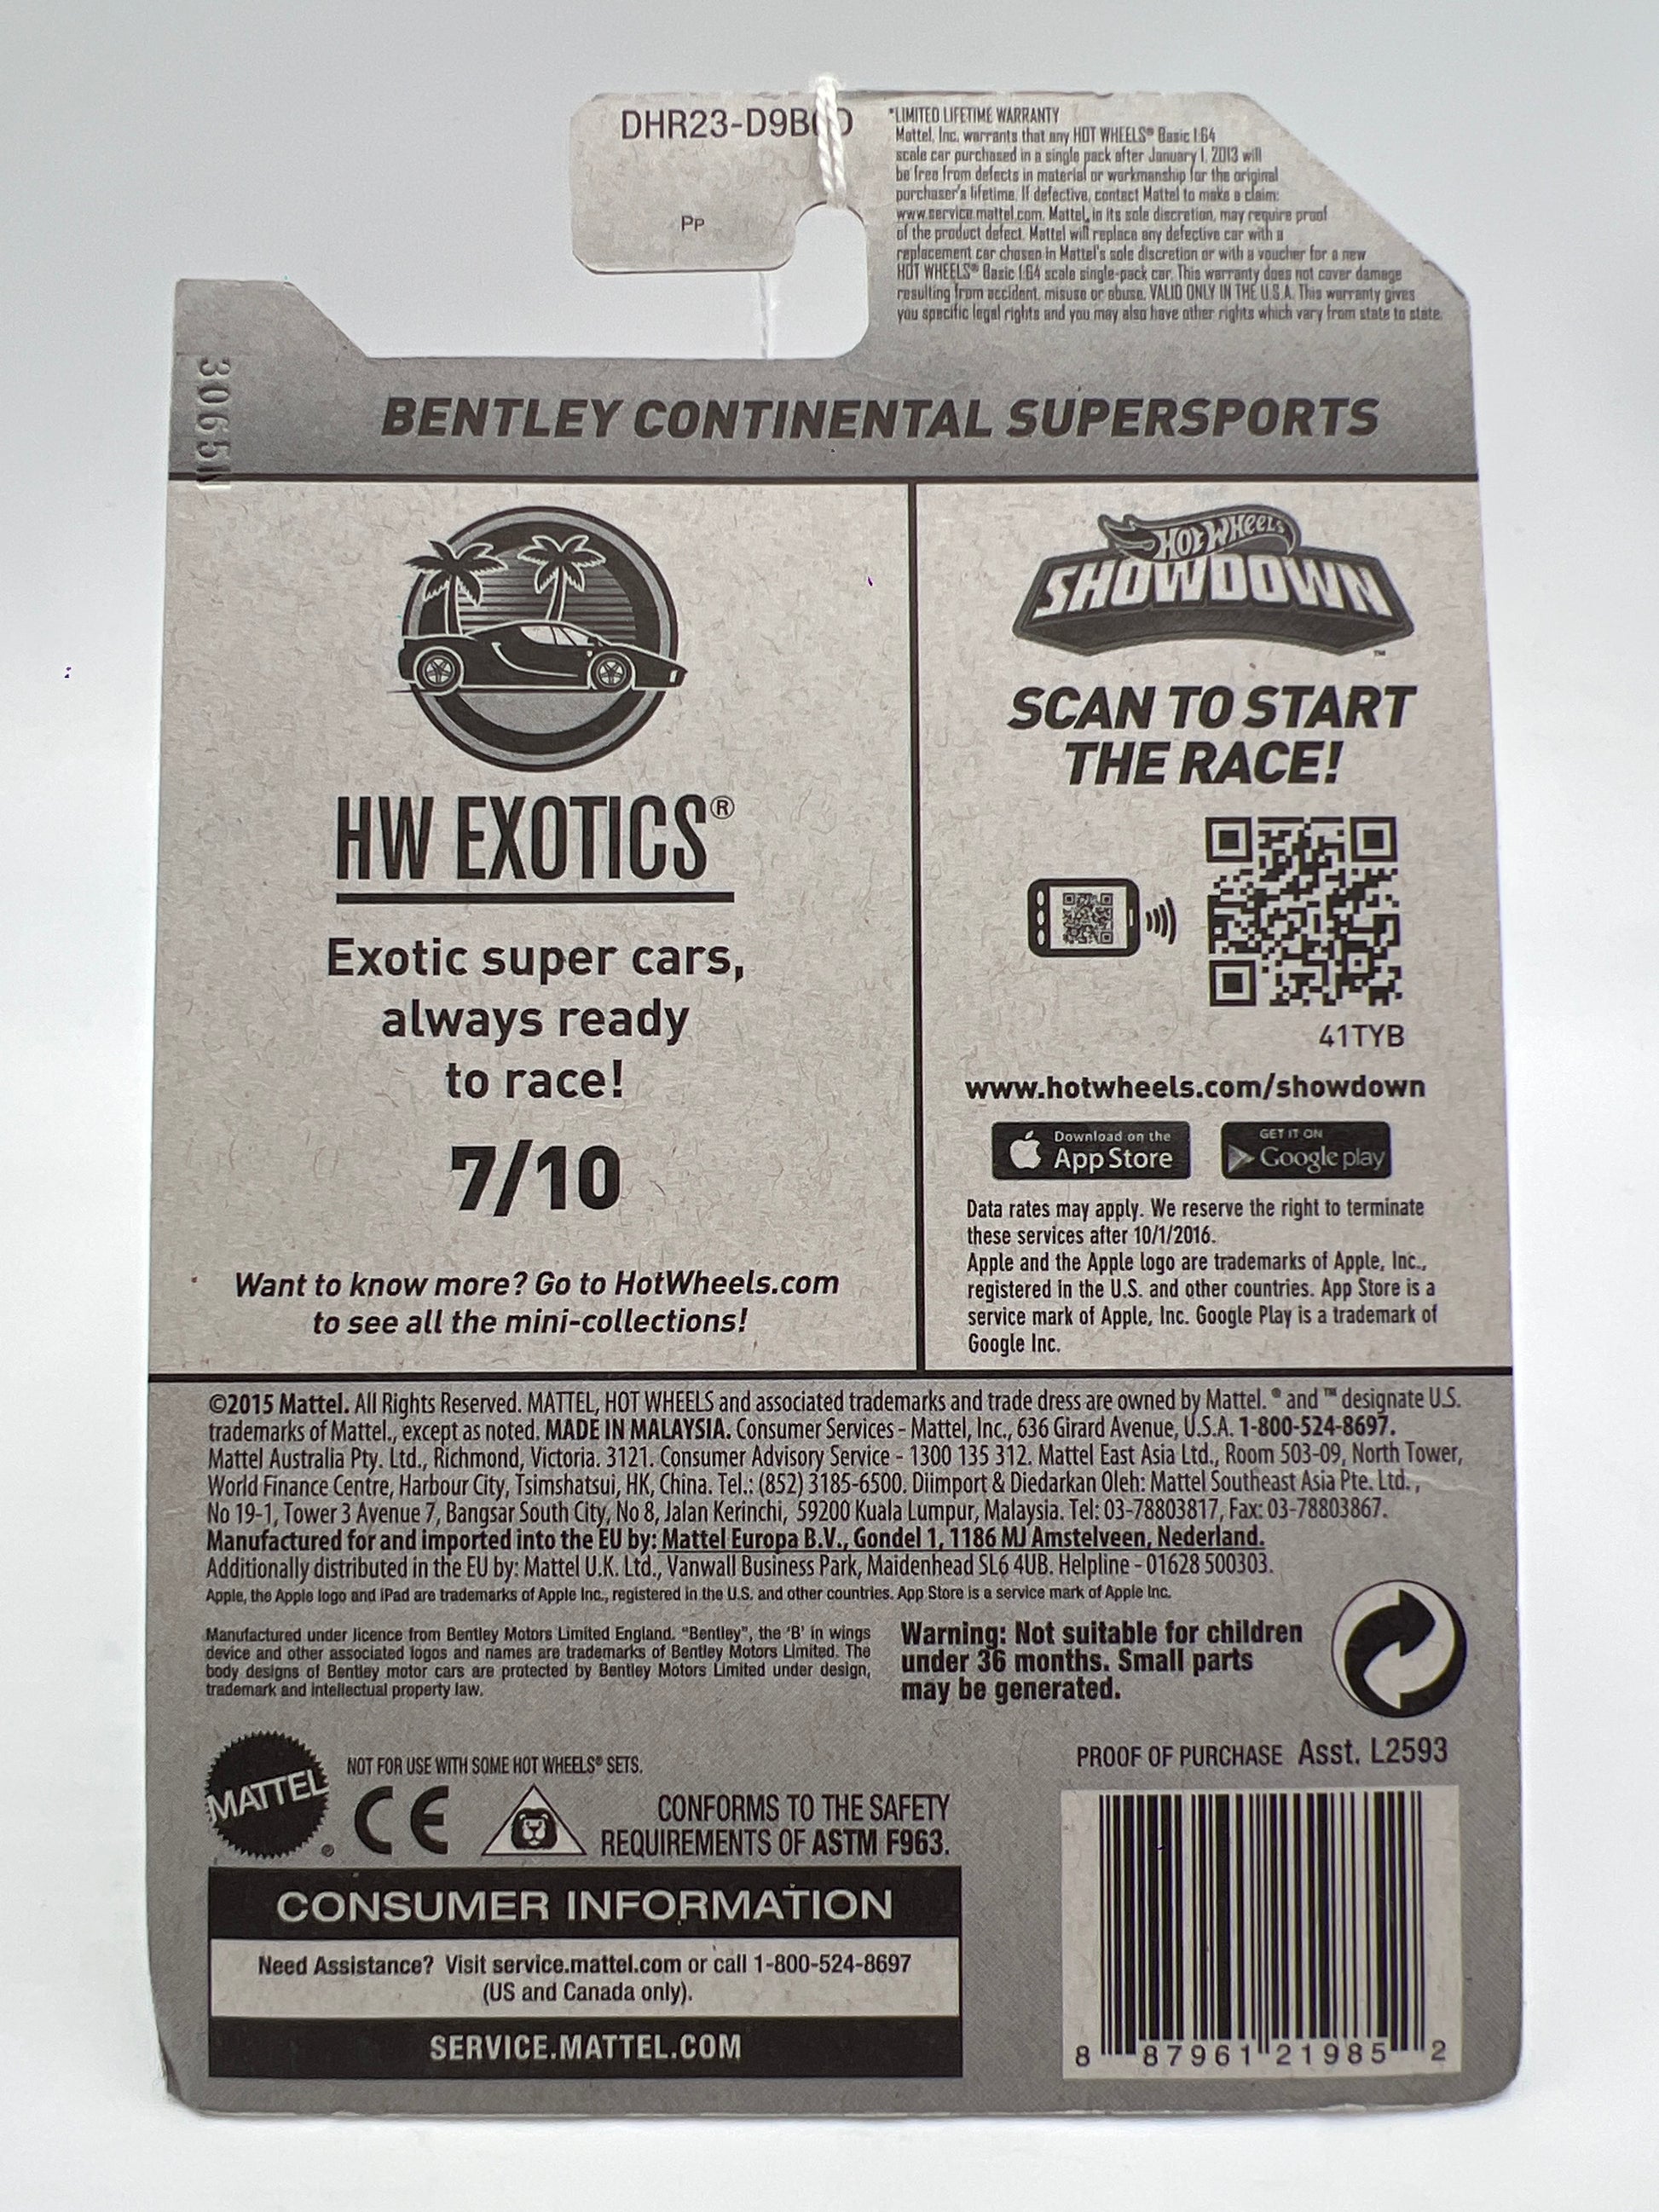 DHR23-D9B
Pp
*LIMITED LIFETIME WARRANTY
Mattel, Inc. warrants that any HOT WHEELS® Basic 1:64
scale car purchased in a single pack after January 1, 2013 will
be free from defects in material or workmanship for the original
purchaser's lifetime. If defective, contact Mattel to make a claim:
www.service.mattel.com. Mattel, in its sole discretion, may require proof
of the product defect. Mattel will replace any defective car with a
replacement car chosen in Mattel's sole discretion or with a voucher for a new
HOT WHEELS® Basic 1:64 scale single-pack car. This warranty does not cover damage
resulting from accident, misuse or abuse. VALID ONLY IN THE U.S.A. This warranty gives
you specific legal rights and you may also have other rights which vary from state to state.
BENTLEY CONTINENTAL SUPERSPORTS
HW EXOTICS®
Exotic super cars,
always ready
to race!
7/10
Want to know more? Go to HotWheels.com
to see all the mini-collections!
HOT WHEELS
SHOWDOWN™
SCAN TO START
THE RACE!
41TYB
www.hotwheels.com/showdown
Download on the
App Store
GET IT ON
Google play
Data rates may apply. We reserve the right to terminate
these services after 10/1/2016.
Apple and the Apple logo are trademarks of Apple, Inc.,
registered in the U.S. and other countries. App Store is a
service mark of Apple, Inc. Google Play is a trademark of
Google Inc.
©2015 Mattel. All Rights Reserved. MATTEL, HOT WHEELS and associated trademarks and trade dress are owned by Mattel. ® and ™ designate U.S.
trademarks of Mattel., except as noted. MADE IN MALAYSIA. Consumer Services - Mattel, Inc., 636 Girard Avenue, U.S.A. 1-800-524-8697.
Mattel Australia Pty. Ltd., Richmond, Victoria. 3121. Consumer Advisory Service - 1300 135 312. Mattel East Asia Ltd., Room 503-09, North Tower,
World Finance Centre, Harbour City, Tsimshatsui, HK, China. Tel.: (852) 3185-6500. Diimport & Diedarkan Oleh: Mattel Southeast Asia Pte. Ltd. ,
No 19-1, Tower 3 Avenue 7, Bangsar South City, No 8, Jalan Kerinchi, 59200 Kuala Lumpur, Malaysia. Tel: 03-78803817, Fax: 03-78803867.
Manufactured for and imported into the EU by: Mattel Europa B.V., Gondel 1, 1186 MJ Amstelveen, Nederland.
Additionally distributed in the EU by: Mattel U.K. Ltd., Vanwall Business Park, Maidenhead SL6 4UB. Helpline - 01628 500303.
Apple, the Apple logo and iPad are trademarks of Apple Inc., registered in the U.S. and other countries. App Store is a service mark of Apple Inc.
Manufactured under licence from Bentley Motors Limited England. "Bentley", the 'B' in wings
device and other associated logos and names are trademarks of Bentley Motors Limited. The
body designs of Bentley motor cars are protected by Bentley Motors Limited under design,
trademark and intellectual property law.
Warning: Not suitable for children
under 36 months. Small parts
may be generated.
MATTEL®
NOT FOR USE WITH SOME HOT WHEELS® SETS.
CE
CONFORMS TO THE SAFETY
REQUIREMENTS OF ASTM F963.
PROOF OF PURCHASE Asst. L2593
CONSUMER INFORMATION
Need Assistance? Visit service.mattel.com or call 1-800-524-8697
(US and Canada only).
SERVICE.MATTEL.COM
8 87961 21985 2